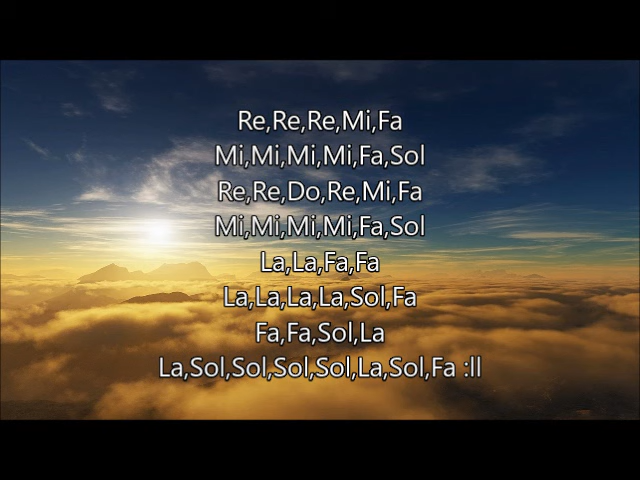 Re,Re,Re,Mi,Fa
Mi,Mi,Mi,Mi,Fa,Sol
Re,Re,Do,Re,Mi,Fa
Mi,Mi,Mi,Mi,Fa,Sol
La,La,Fa,Fa
La,La,La,La,Sol,Fa
Fa,Fa,Sol,La
La,Sol,Sol,Sol,Sol,La,Sol,Fa :ll